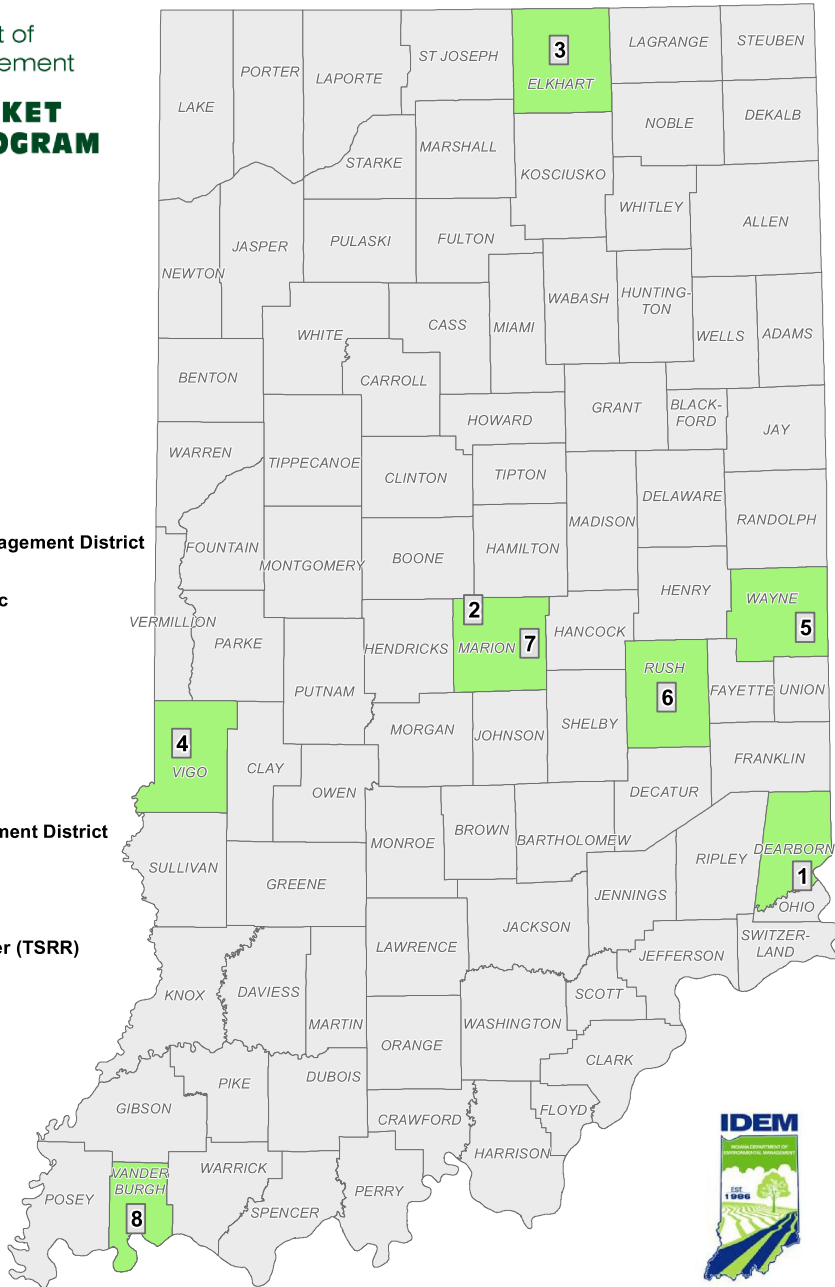 t of
ement
KET
OGRAM
agement District
c
ment District
er (TSRR)
LAKE
PORTER
LAPORTE
ST JOSEPH
3
ELKHART
LAGRANGE
STEUBEN
NOBLE
DEKALB
STARKE
MARSHALL
KOSCIUSKO
WHITLEY
ALLEN
NEWTON
JASPER
PULASKI
FULTON
WABASH
HUNTING-
TON
WHITE
CASS
MIAMI
WELLS
ADAMS
BENTON
CARROLL
HOWARD
GRANT
BLACK-
FORD
JAY
WARREN
TIPPECANOE
CLINTON
TIPTON
DELAWARE
MADISON
RANDOLPH
FOUNTAIN
MONTGOMERY
BOONE
HAMILTON
HENRY
WAYNE
5
VERMILLION
PARKE
HENDRICKS
2
MARION
7
HANCOCK
RUSH
6
FAYETTE
UNION
PUTNAM
MORGAN
JOHNSON
SHELBY
FRANKLIN
4
VIGO
CLAY
OWEN
DECATUR
MONROE
BROWN
BARTHOLOMEW
RIPLEY
DEARBORN
1
OHIO
SULLIVAN
GREENE
JENNINGS
JACKSON
LAWRENCE
JEFFERSON
SWITZER-
LAND
KNOX
DAVIESS
MARTIN
SCOTT
WASHINGTON
ORANGE
CLARK
PIKE
DUBOIS
GIBSON
CRAWFORD
FLOYD
HARRISON
POSEY
VANDER
BURGH
8
WARRICK
SPENCER
PERRY
IDEM
INDIANA DEPARTMENT OF
ENVIRONMENTAL MANAGEMENT
EST.
1986